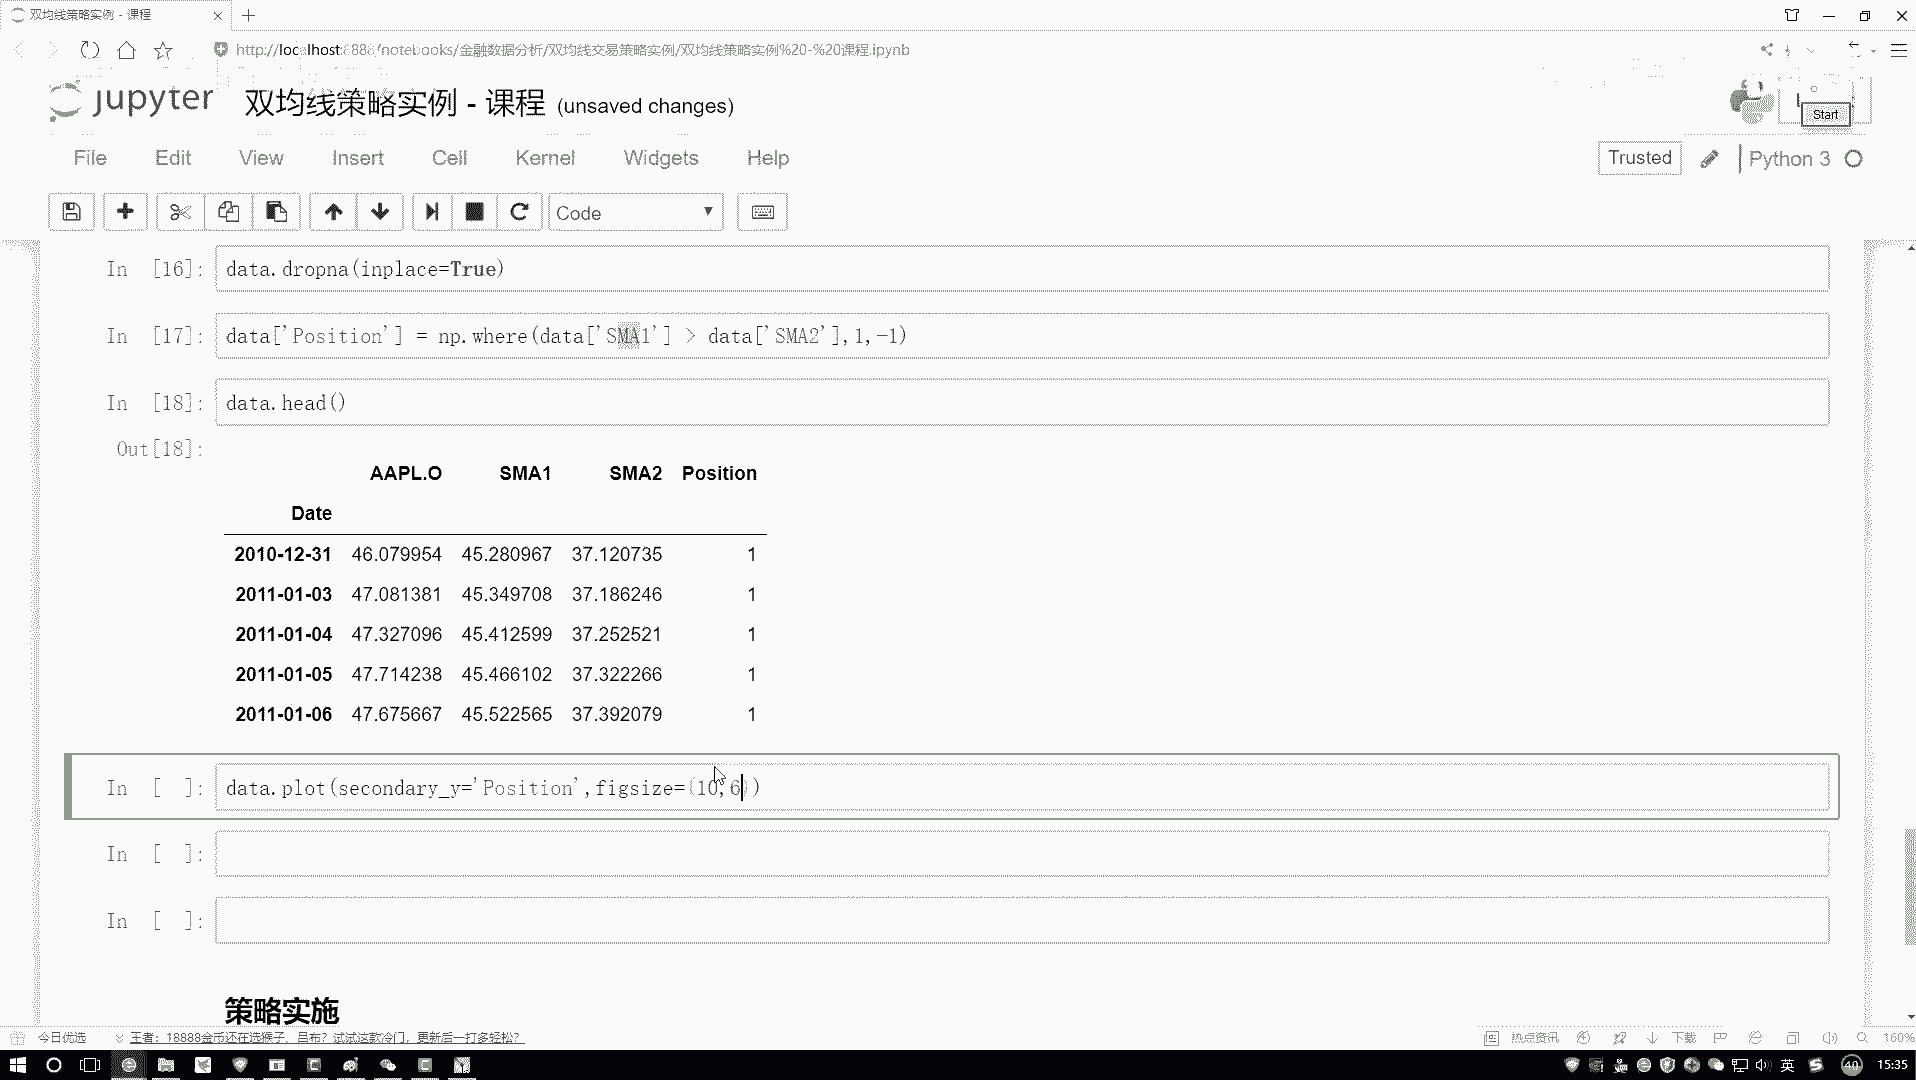 双均线策略实例 - 课程
http://localhost:888/notebooks/金融数据分析/双均线交易策略实例/双均线策略实例%20-%20课程.ipynb
jupyter 双均线策略实例 - 课程 (unsaved changes)
Start
File Edit View Insert Cell Kernel Widgets Help
Trusted Python 3
Code
In [16]: data.dropna(inplace=True)
In [17]: data['Position'] = np.where(data['SMA1'] > data['SMA2'],1,-1)
In [18]: data.head()
Out[18]:
AAPL.O SMA1 SMA2 Position
Date
2010-12-31 46.079954 45.280967 37.120735 1
2011-01-03 47.081381 45.349708 37.186246 1
2011-01-04 47.327096 45.412599 37.252521 1
2011-01-05 47.714238 45.466102 37.322266 1
2011-01-06 47.675667 45.522565 37.392079 1
In [ ]: data.plot(secondary_y='Position',figsize=(10,6))
In [ ]:
In [ ]:
策略实施
今日优选 王者：18888金币还在选猴子、吕布？试试这款冷门，更新后一打多轻松? 热点资讯 下载 160%
英 40 15:35